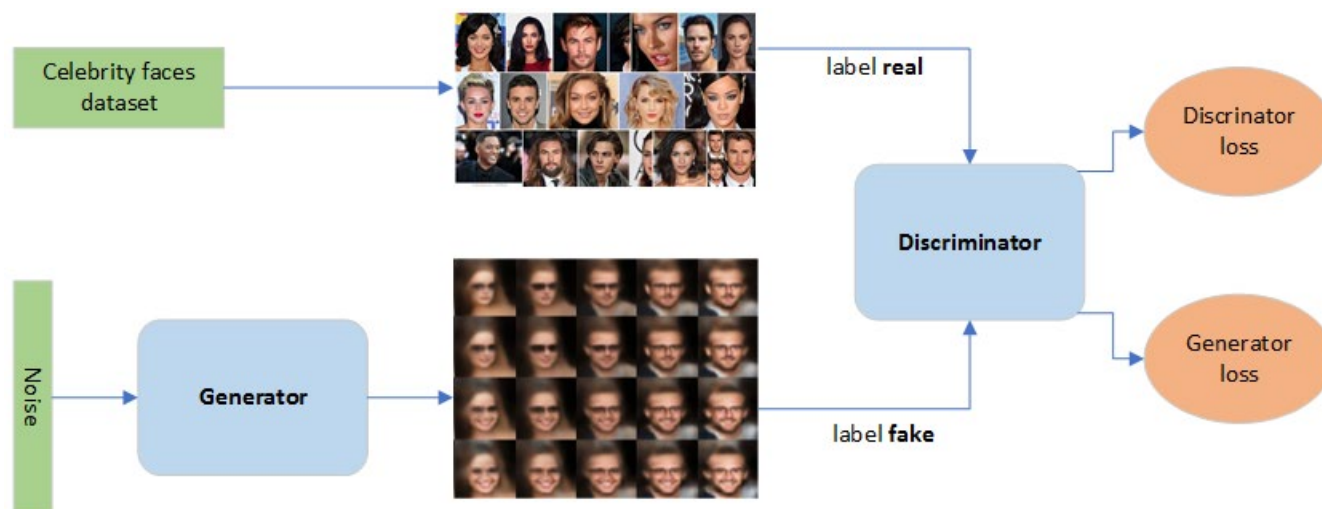 Celebrity faces
dataset
label real
Discrinator
loss
Discriminator
Noise
Generator
Generator
loss
label fake